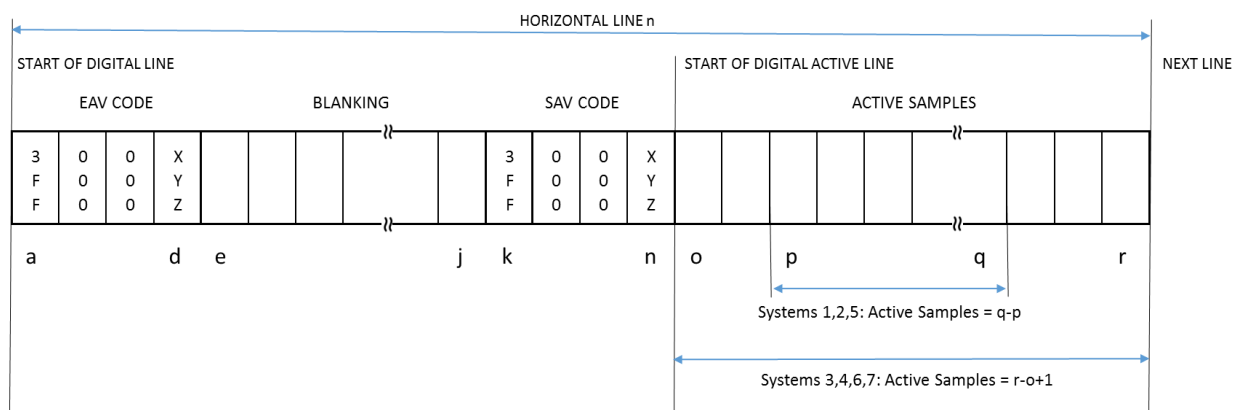 HORIZONTAL LINE n
START OF DIGITAL LINE START OF DIGITAL ACTIVE LINE NEXT LINE
EAV CODE BLANKING SAV CODE ACTIVE SAMPLES
3 0 0 X 3 0 0 X
F 0 0 Y F 0 0 Y
F 0 0 Z F 0 0 Z
a d e j k n o p q r
Systems 1,2,5: Active Samples = q-p
Systems 3,4,6,7: Active Samples = r-o+1